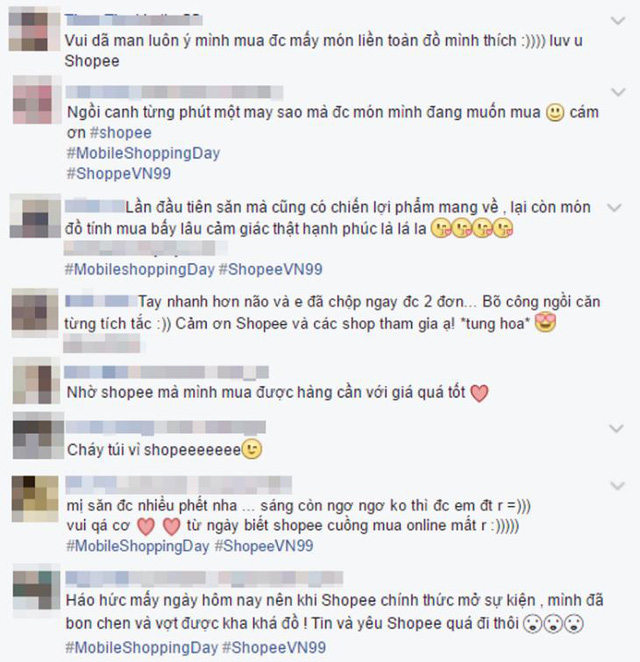 Vui dã man luôn ý mình mua đc mấy món liền toàn đồ mình thích :)))) luv u
Shopee
Ngồi canh từng phút một may sao mà đc món mình đang muốn mua 🙂 cám
ơn #shopee
#MobileShoppingDay
#ShoppeVN99
Lần đầu tiên săn mà cũng có chiến lợi phẩm mang về , lại còn món
đồ tính mua bấy lâu cảm giác thật hạnh phúc là lá la 😘😘😘😘
#MobileshoppingDay #ShopeeVN99
Tay nhanh hơn não và e đã chộp ngay đc 2 đơn... Bõ công ngồi căn
từng tích tắc :)) Cảm ơn Shopee và các shop tham gia ạ! *tung hoa* 😍
Nhờ shopee mà mình mua được hàng cần với giá quá tốt ❤
Cháy túi vì shopeeeeeee😉
mị săn đc nhiều phết nha ... sáng còn ngơ ngơ ko thì đc em đt r =)))
vui qá cơ ❤ ❤ từ ngày biết shopee cuồng mua online mất r :)))))
#MobileShoppingDay #ShopeeVN99
Háo hức mấy ngày hôm nay nên khi Shopee chính thức mở sự kiện , mình đã
bon chen và vợt được kha khá đồ ! Tin và yêu Shopee quá đi thôi 😮😮😮
#MobileShoppingDay #ShopeeVN99